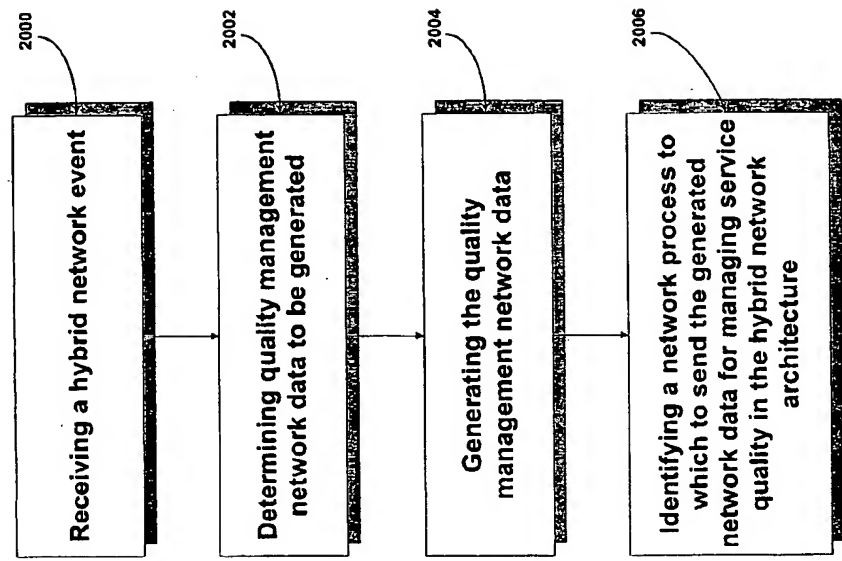 2000
Receiving a hybrid network event
2002
Determining quality management
network data to be generated
2004
Generating the quality
management network data
2006
Identifying a network process to
which to send the generated
network data for managing service
quality in the hybrid network
architecture